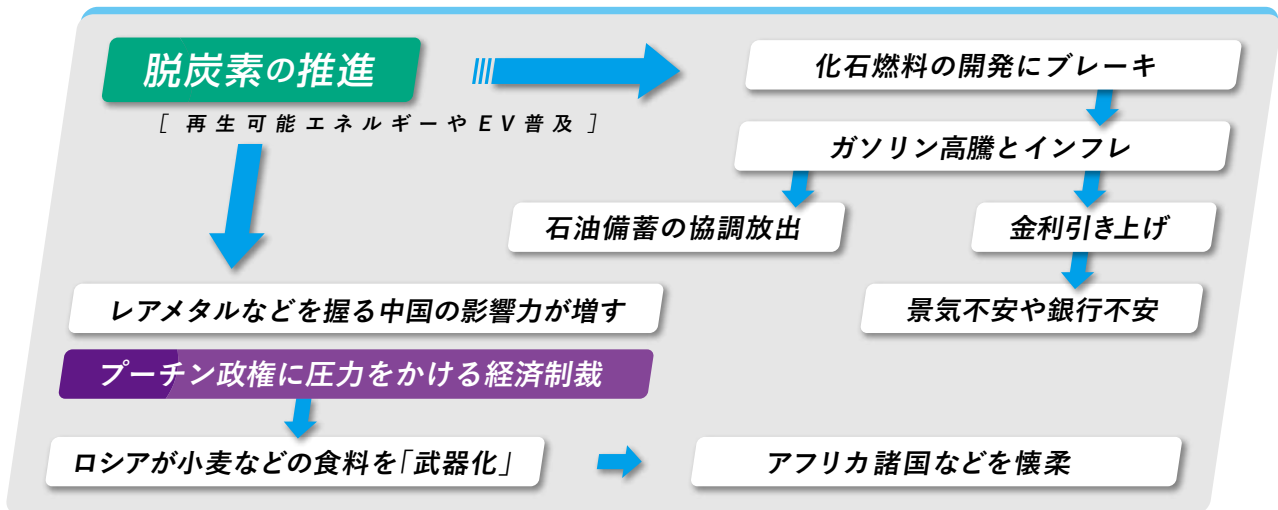 脱炭素の推進
[ 再生可能エネルギーやEV普及 ]
化石燃料の開発にブレーキ
ガソリン高騰とインフレ
石油備蓄の協調放出
金利引き上げ
景気不安や銀行不安
レアメタルなどを握る中国の影響力が増す
プーチン政権に圧力をかける経済制裁
ロシアが小麦などの食料を「武器化」
アフリカ諸国などを懐柔